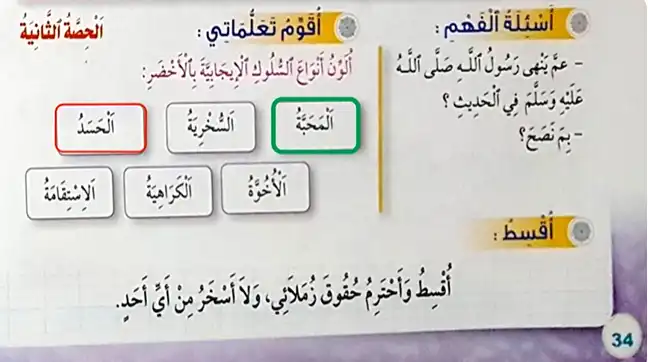 أَسْئِلَةُ الْفَهْمِ :
– عَمَّ يَنْهَى رَسُولُ اللَّهِ صَلَّى اللَّهُ
عَلَيْهِ وَسَلَّمَ فِي الْحَدِيثِ ؟
– بِمَ نَصَحَ؟
الْحِصَّةُ الثَّانِيَةُ
أُقَوِّمُ تَعَلُّمَاتِي :
أُلَوِّنُ أَنْوَاعَ السُّلُوكِ الْإِيجَابِيَّةَ بِالْأَخْضَرِ:
الْمَحَبَّةُ
السُّخْرِيَةُ
الْحَسَدُ
الْأُخُوَّةُ
الْكَرَاهِيَةُ
الِاسْتِقَامَةُ
أُقْسِطُ :
أُقْسِطُ وَأَحْتَرِمُ حُقُوقَ زُمَلَائِي، وَلَا أَسْخَرُ مِنْ أَيِّ أَحَدٍ.
34